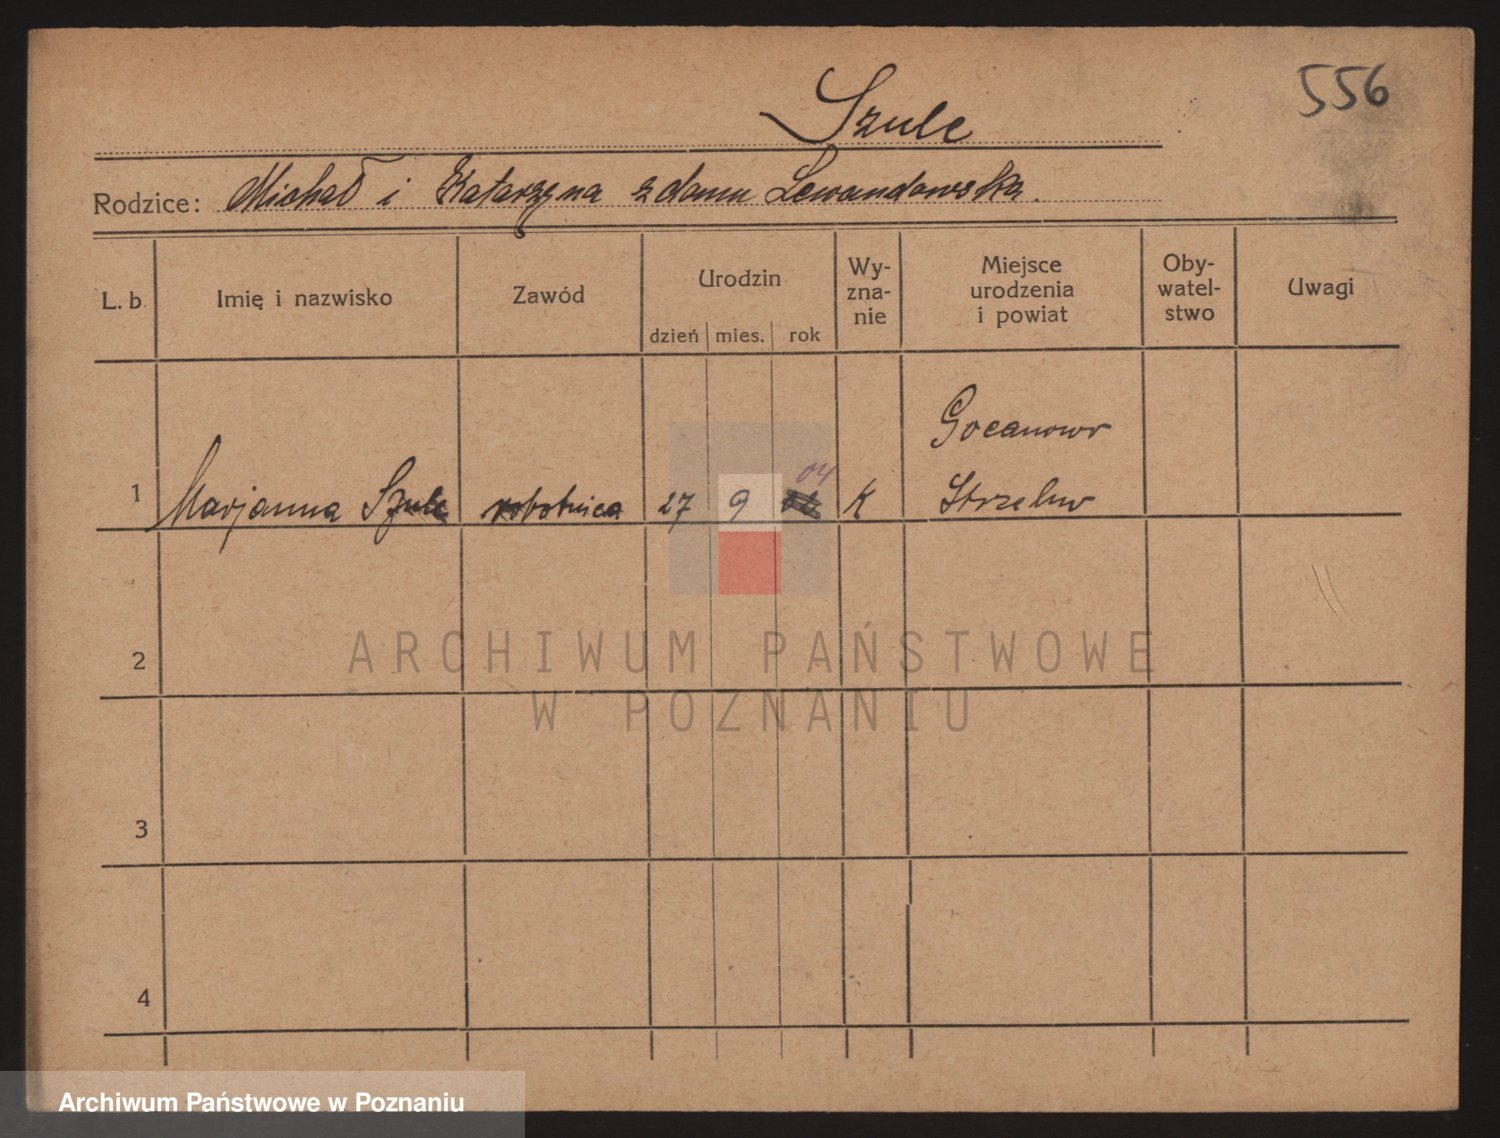 556
Szulc
Rodzice: Michał i Katarzyna z domu Lewandowska.
L. b.
Imię i nazwisko
Zawód
Urodzin
dzień mies. rok
Wy-
zna-
nie
Miejsce
urodzenia
i powiat
Oby-
watel-
stwo
Uwagi
Gocanowo
04
1 Marjanna Szulc robotnica 27 9 K Strzelno
2
3
4
ARCHIWUM PAŃSTWOWE
W POZNANIU
Archiwum Państwowe w Poznaniu